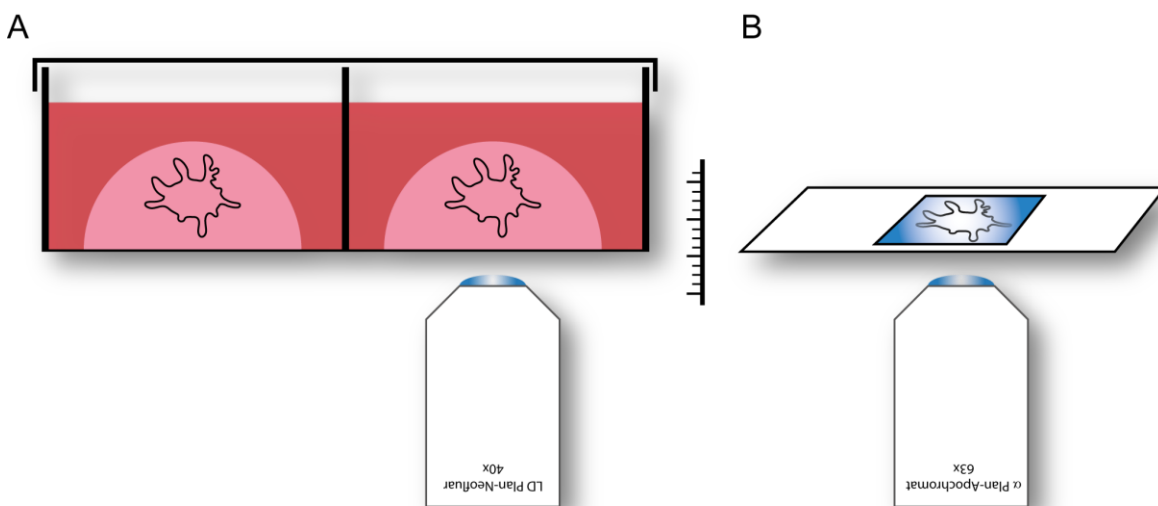 A
B
LD Plan-Neofluar
40x
α Plan-Apochromat
63x